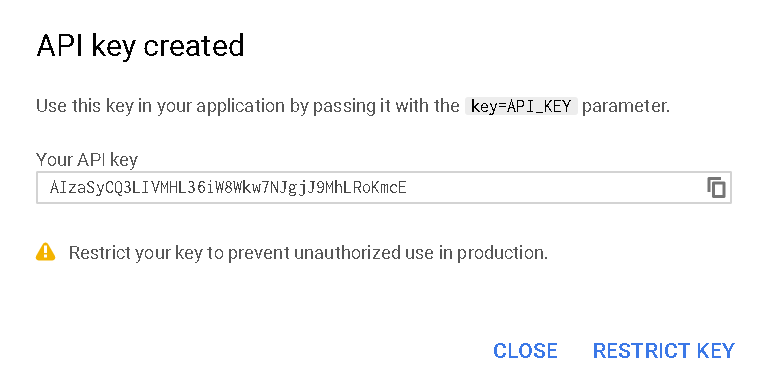 API key created
Use this key in your application by passing it with the key=API_KEY parameter.
Your API key
AIzaSyCQ3LIVMHL36iW8Wkw7NJgjJ9MhLRoKmcE
Restrict your key to prevent unauthorized use in production.
CLOSE RESTRICT KEY